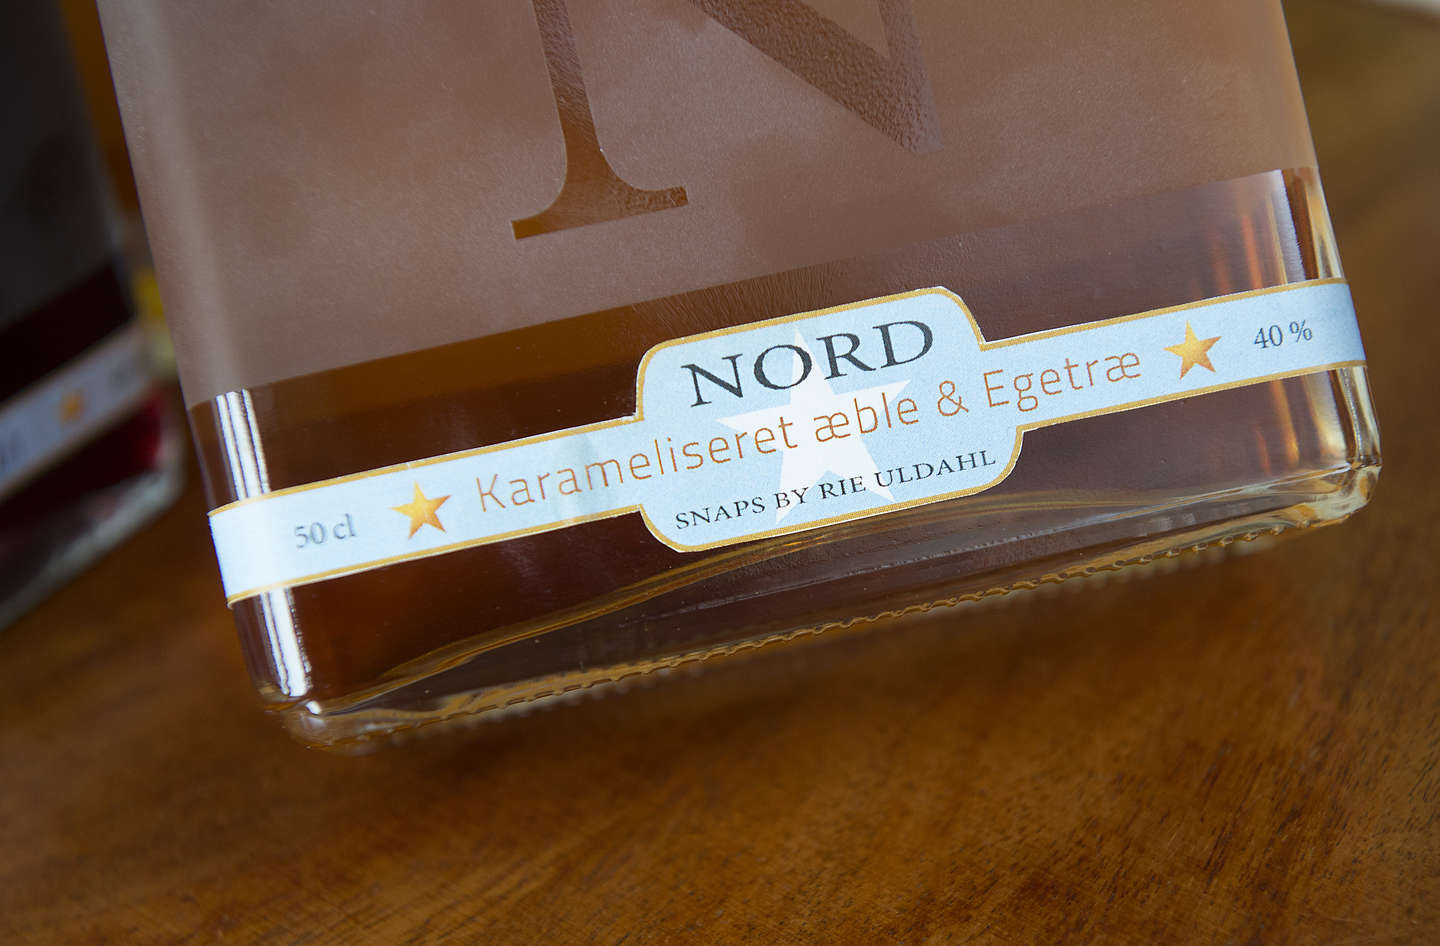 N
NORD
50 cl ★ Karameliseret æble & Egetræ ★ 40 %
SNAPS BY RIE ULDAHL